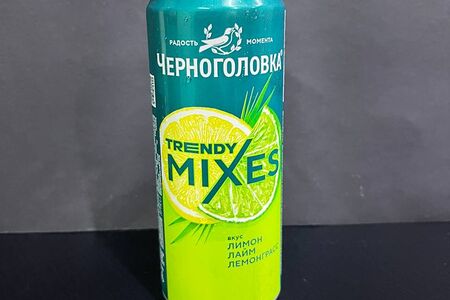 РАДОСТЬ МОМЕНТА
ЧЕРНОГОЛОВКА®
TRENDY
MIXES
вкус
ЛИМОН
ЛАЙМ
ЛЕМОНГРАСС